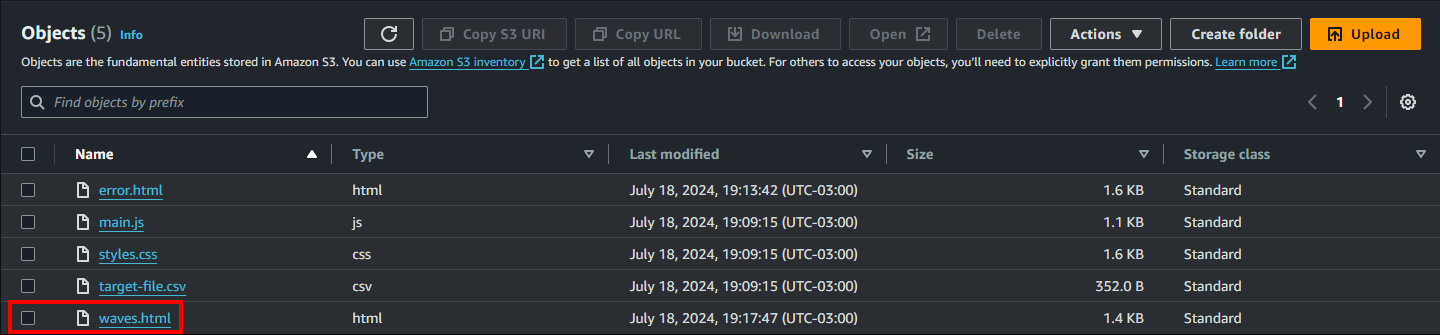 Objects (5) Info Copy S3 URI Copy URL Download Open Delete Actions Create folder Upload
Objects are the fundamental entities stored in Amazon S3. You can use Amazon S3 inventory to get a list of all objects in your bucket. For others to access your objects, you'll need to explicitly grant them permissions. Learn more
Find objects by prefix 1
Name Type Last modified Size Storage class
error.html html July 18, 2024, 19:13:42 (UTC-03:00) 1.6 KB Standard
main.js js July 18, 2024, 19:09:15 (UTC-03:00) 1.1 KB Standard
styles.css css July 18, 2024, 19:09:15 (UTC-03:00) 1.6 KB Standard
target-file.csv csv July 18, 2024, 19:09:15 (UTC-03:00) 352.0 B Standard
waves.html html July 18, 2024, 19:17:47 (UTC-03:00) 1.4 KB Standard